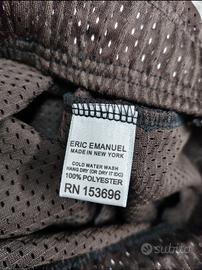 ERIC EMANUEL
MADE IN NEW YORK
COLD WATER WASH
HANG DRY (OR DRY IT IDC)
100% POLYESTER
RN 153696
subito